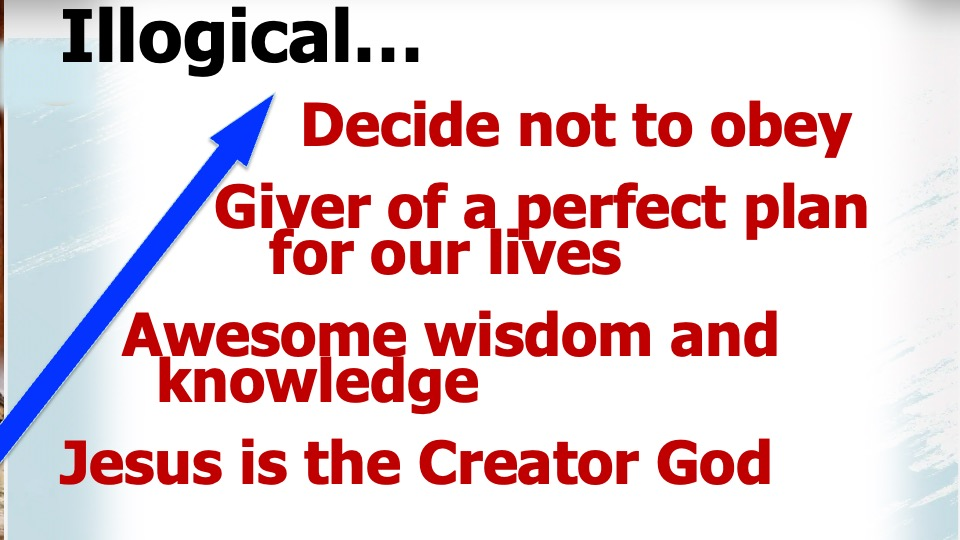 Illogical...
Decide not to obey
Giver of a perfect plan
for our lives
Awesome wisdom and
knowledge
Jesus is the Creator God